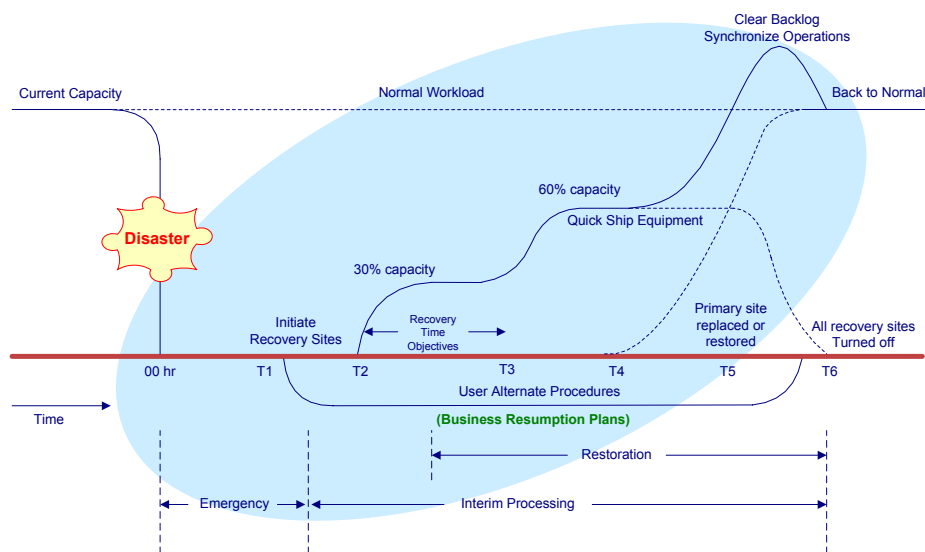 Clear Backlog
Synchronize Operations
Current Capacity
Normal Workload
Back to Normal
60% capacity
Quick Ship Equipment
Disaster
30% capacity
Initiate
Recovery Sites
Recovery
Time
Objectives
Primary site
replaced or
restored
All recovery sites
Turned off
00 hr
T1
T2
T3
T4
T5
T6
User Alternate Procedures
Time
(Business Resumption Plans)
Restoration
Emergency
Interim Processing